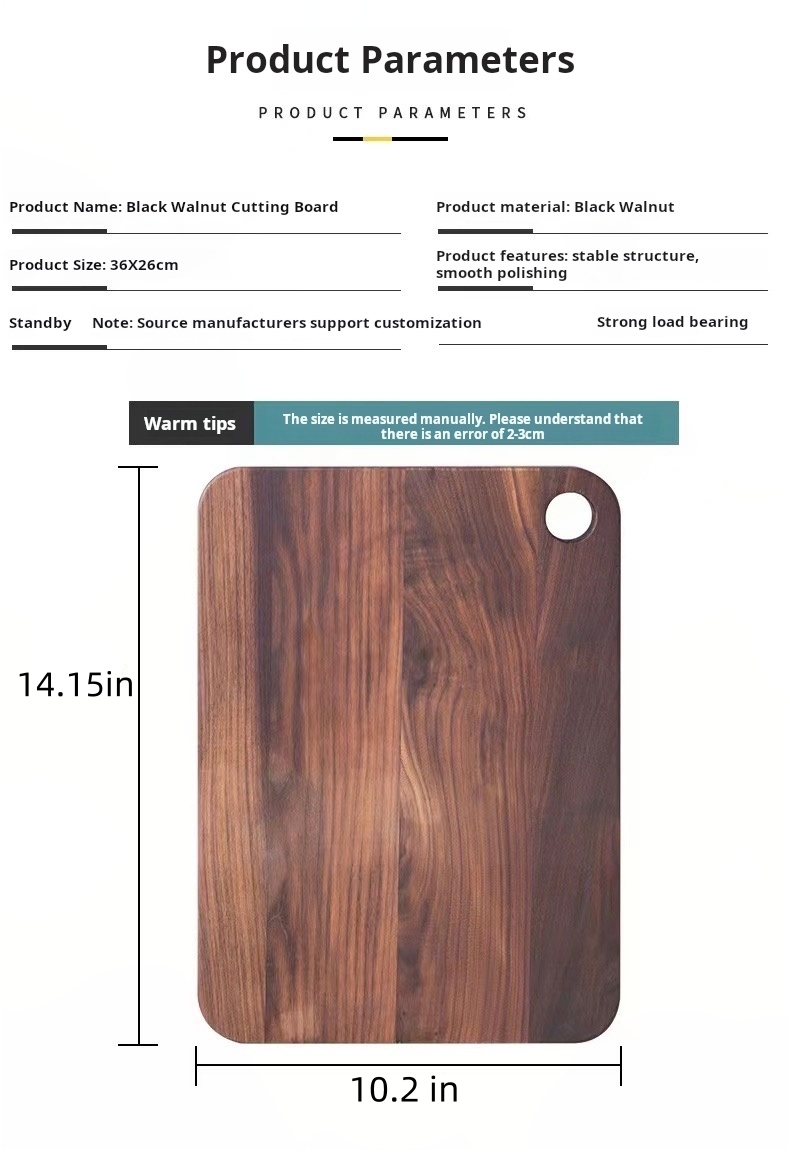 Product Parameters
PRODUCT PARAMETERS
Product Name: Black Walnut Cutting Board
Product material: Black Walnut
Product Size: 36X26cm
Product features: stable structure,
smooth polishing
Standby
Note: Source manufacturers support customization
Strong load bearing
Warm tips
The size is measured manually. Please understand that
there is an error of 2-3cm
14.15in
10.2 in